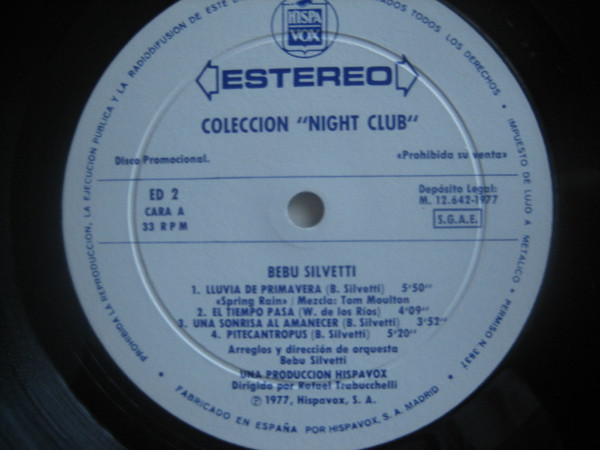 HISPA
VOX
ESTEREO
COLECCION "NIGHT CLUB"
Disco Promocional.
«Prohibida su venta»
ED 2
CARA A
33 RPM
Depósito Legal:
M. 12.642-1977
S.G.A.E.
BEBU SILVETTI
1. LLUVIA DE PRIMAVERA (B. Silvetti) 5'50"
«Spring Rain» / Mezcla: Tom Moulton
2. EL TIEMPO PASA (W. de los Ríos) 4'09"
3. UNA SONRISA AL AMANECER (B. Silvetti) 3'52"
4. PITECANTROPUS (B. Silvetti) 5'20"
Arreglos y dirección de orquesta
Bebu Silvetti
UNA PRODUCCION HISPAVOX
Dirigido por Rafael Trabucchelli
℗ 1977, Hispavox, S. A.
PROHIBIDA LA REPRODUCCION, LA EJECUCION PUBLICA Y LA RADIODIFUSION DE ESTE
TODOS LOS DERECHOS • IMPUESTO DE LUJO A METALICO • PERMISO N. 3637
FABRICADO EN ESPAÑA POR HISPAVOX, S. A. MADRID